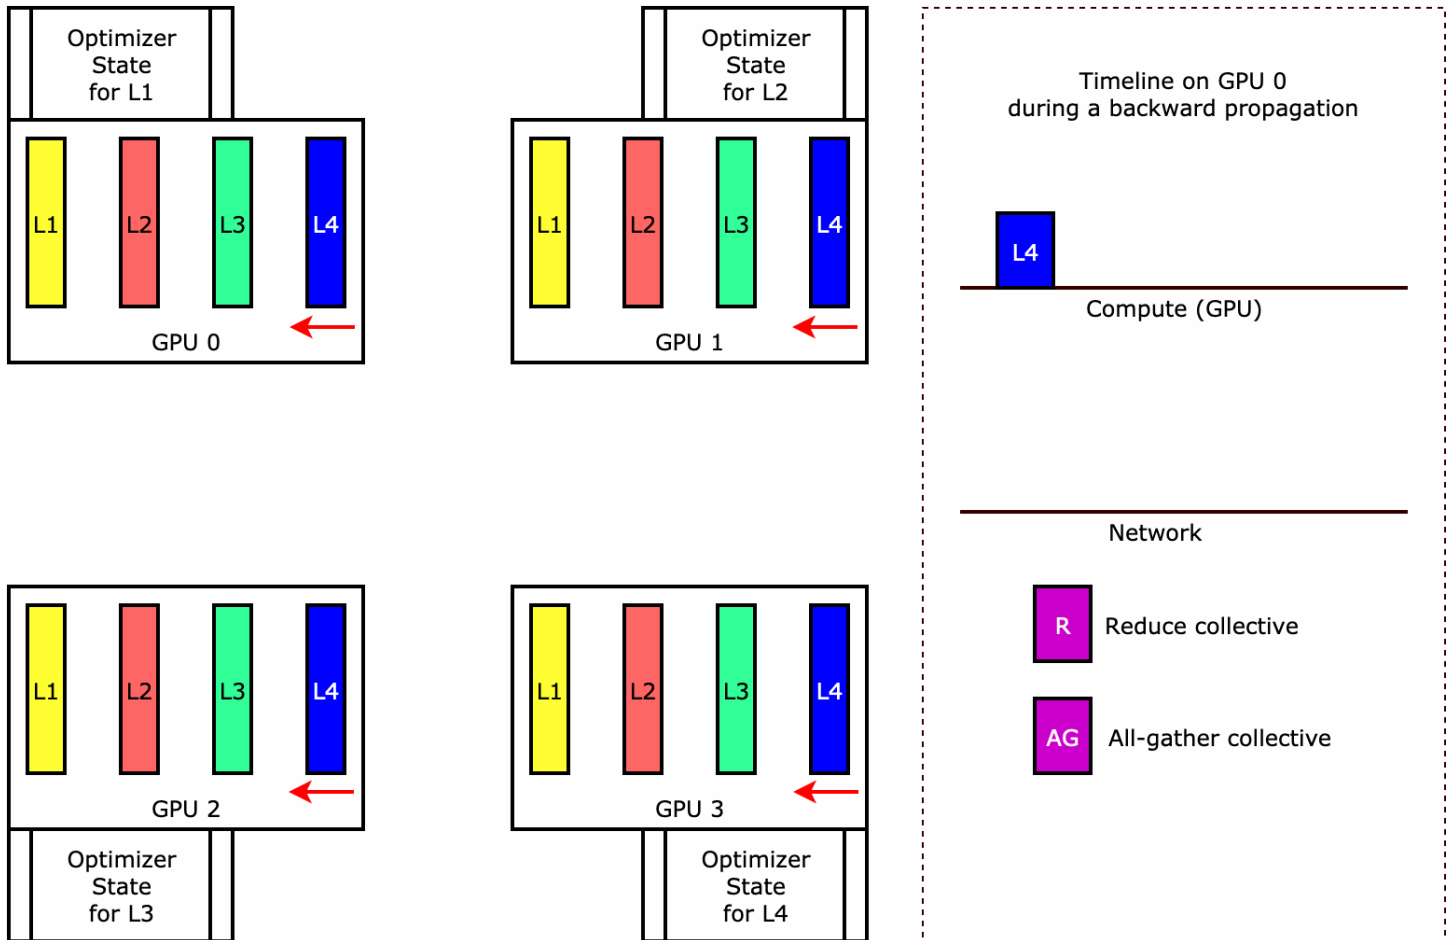 Optimizer
State
for L1
L1
L2
L3
L4
GPU 0
Optimizer
State
for L2
L1
L2
L3
L4
GPU 1
L1
L2
L3
L4
GPU 2
Optimizer
State
for L3
L1
L2
L3
L4
GPU 3
Optimizer
State
for L4
Timeline on GPU 0
during a backward propagation
L4
Compute (GPU)
Network
R
Reduce collective
AG
All-gather collective